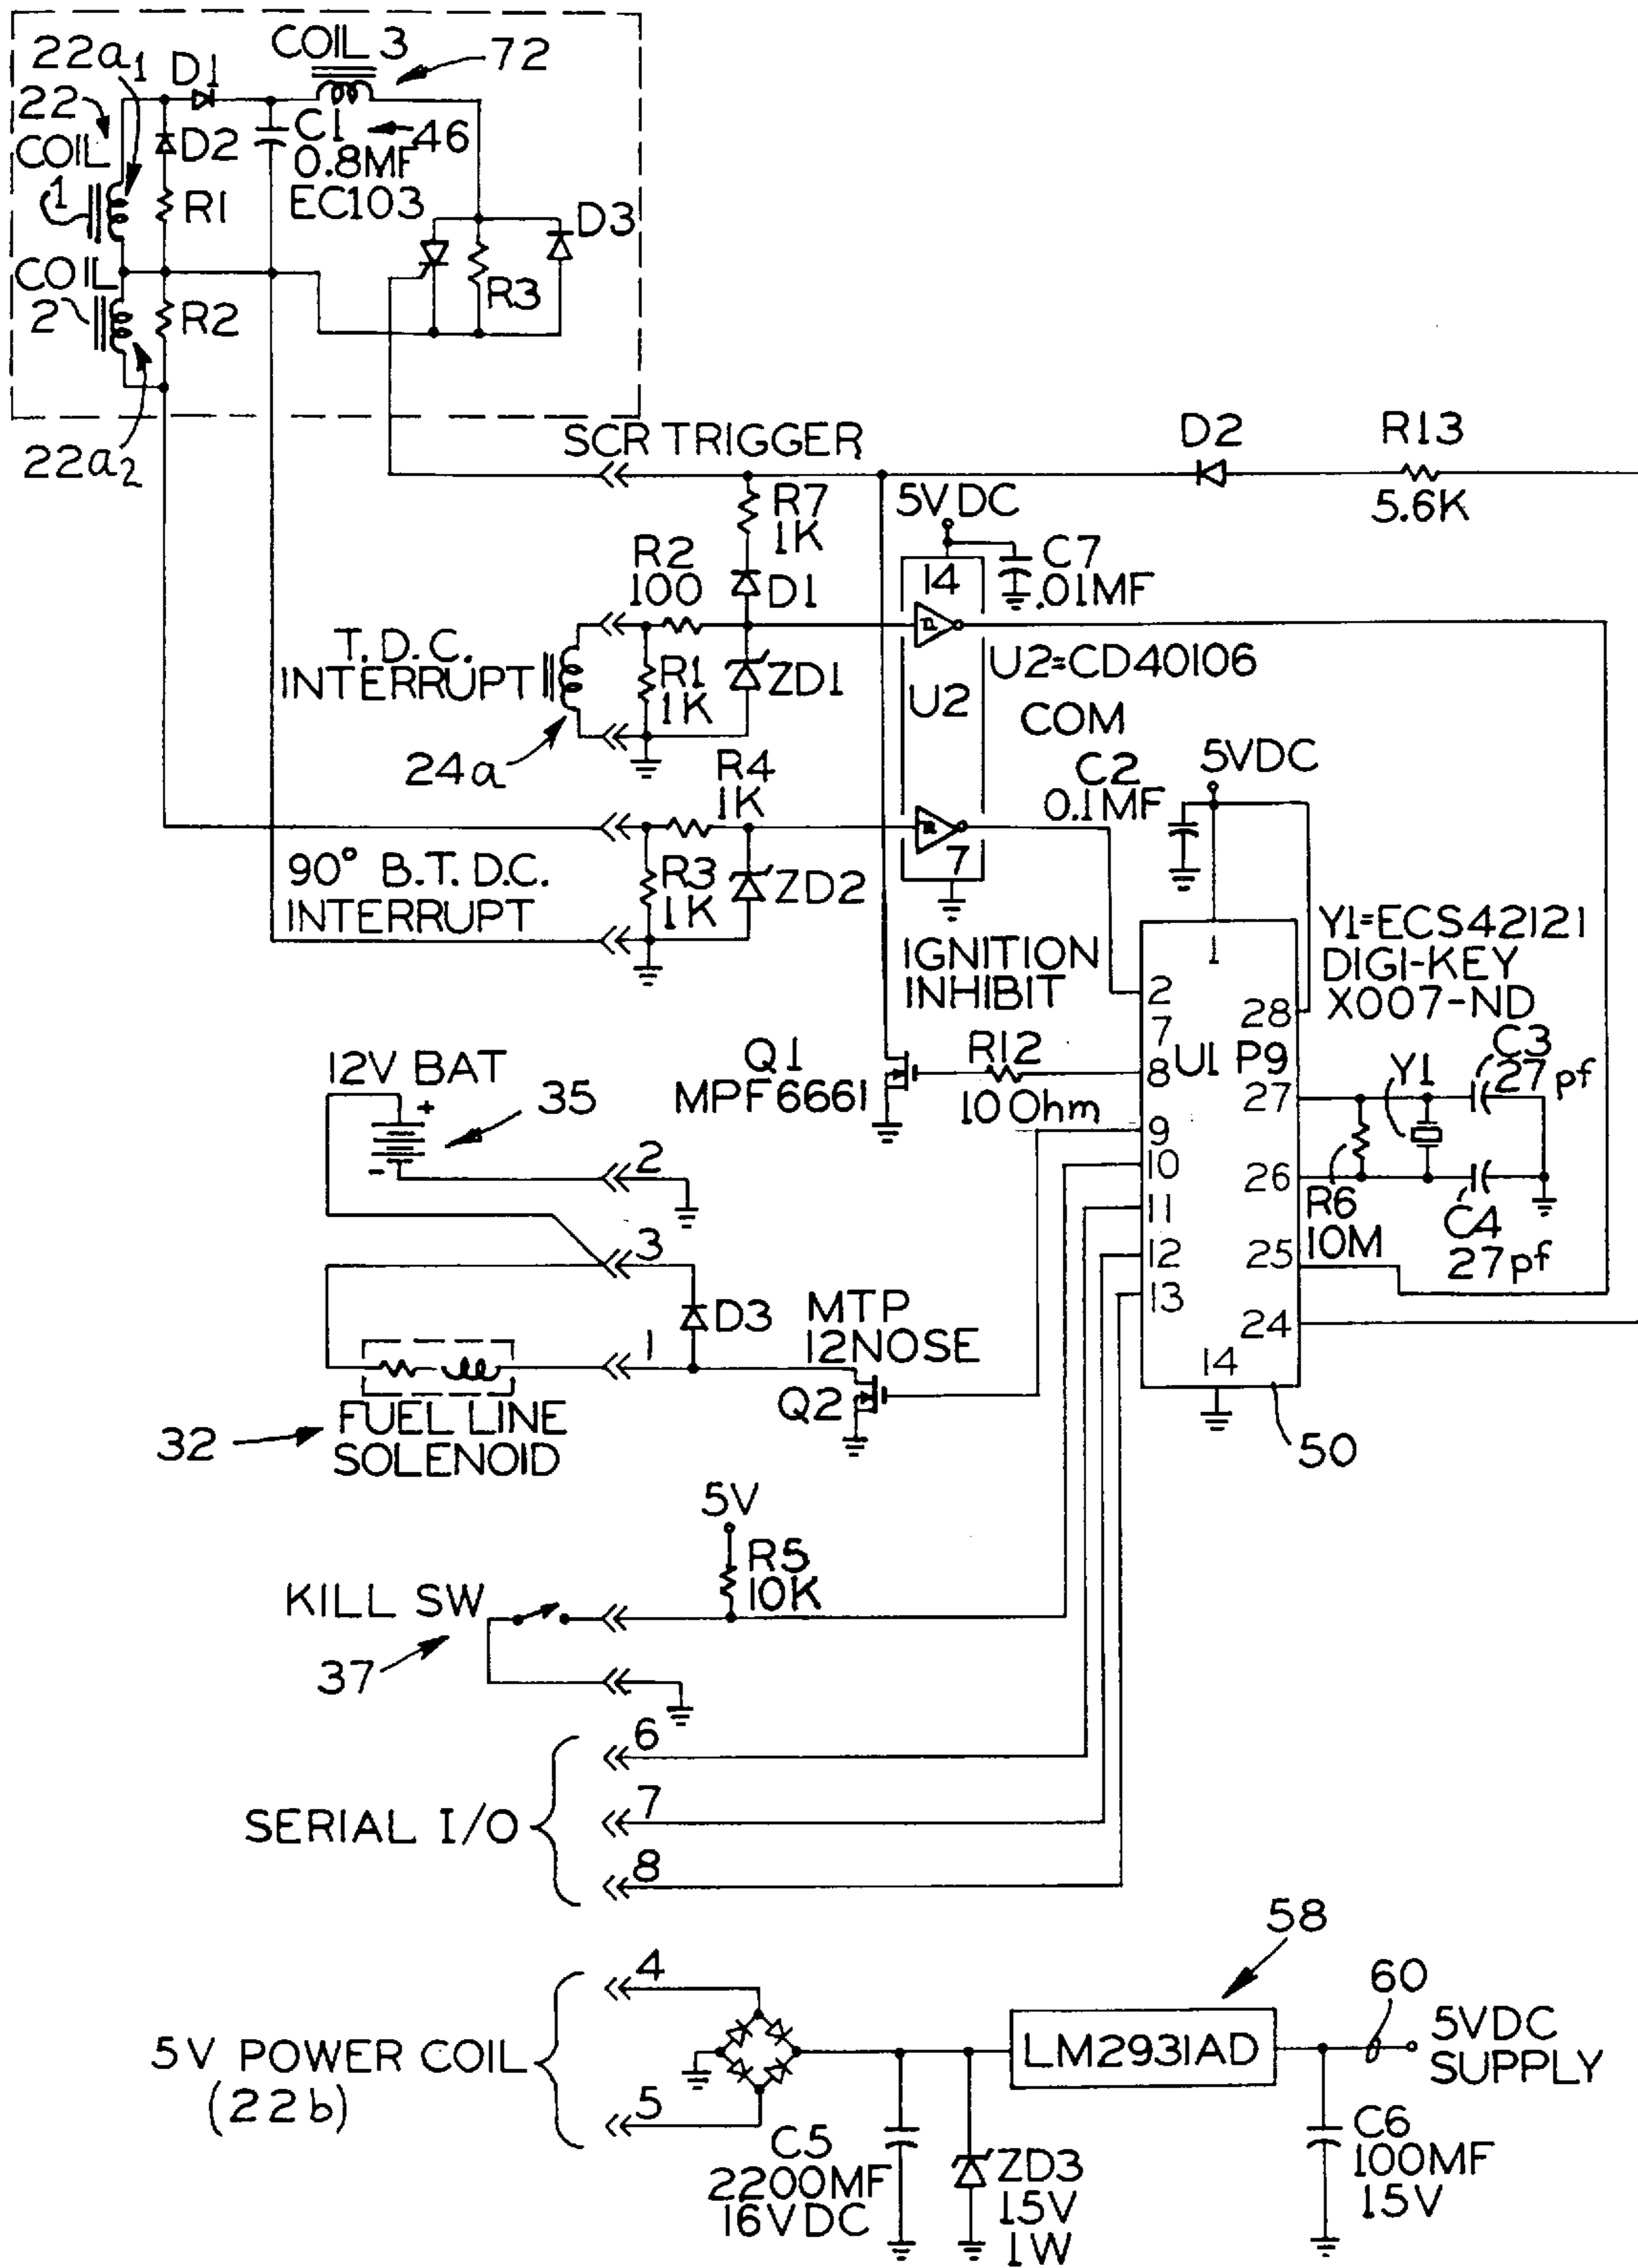 COIL 3
72
22a1
D1
22
COIL
1
D2
C1
46
0.8MF
EC103
R1
D3
COIL
2
R2
R3
22a2
SCR TRIGGER
D2
R13
5.6K
R7
1K
5VDC
R2
100
D1
14
C7
.01MF
T.D.C.
INTERRUPT
R1
1K
ZD1
U2=CD40106
U2
COM
24a
R4
1K
C2
0.1MF
5VDC
90° B.T.D.C.
INTERRUPT
R3
1K
ZD2
7
IGNITION
INHIBIT
1
Y1=ECS42121
DIGI-KEY
X007-ND
2
7
28
Q1
MPF6661
R12
10 Ohm
8
U1 P9
27
Y1
C3
27pf
12V BAT
+
-
35
9
2
10
26
R6
10M
C4
27pf
11
3
12
25
13
D3
MTP
12NOSE
24
1
14
Q2
32
FUEL LINE
SOLENOID
50
5V
R5
10K
KILL SW
37
6
7
SERIAL I/O
8
58
4
60
5V POWER COIL
(22b)
LM2931AD
5VDC
SUPPLY
5
C5
2200MF
16VDC
ZD3
15V
1W
C6
100MF
15V